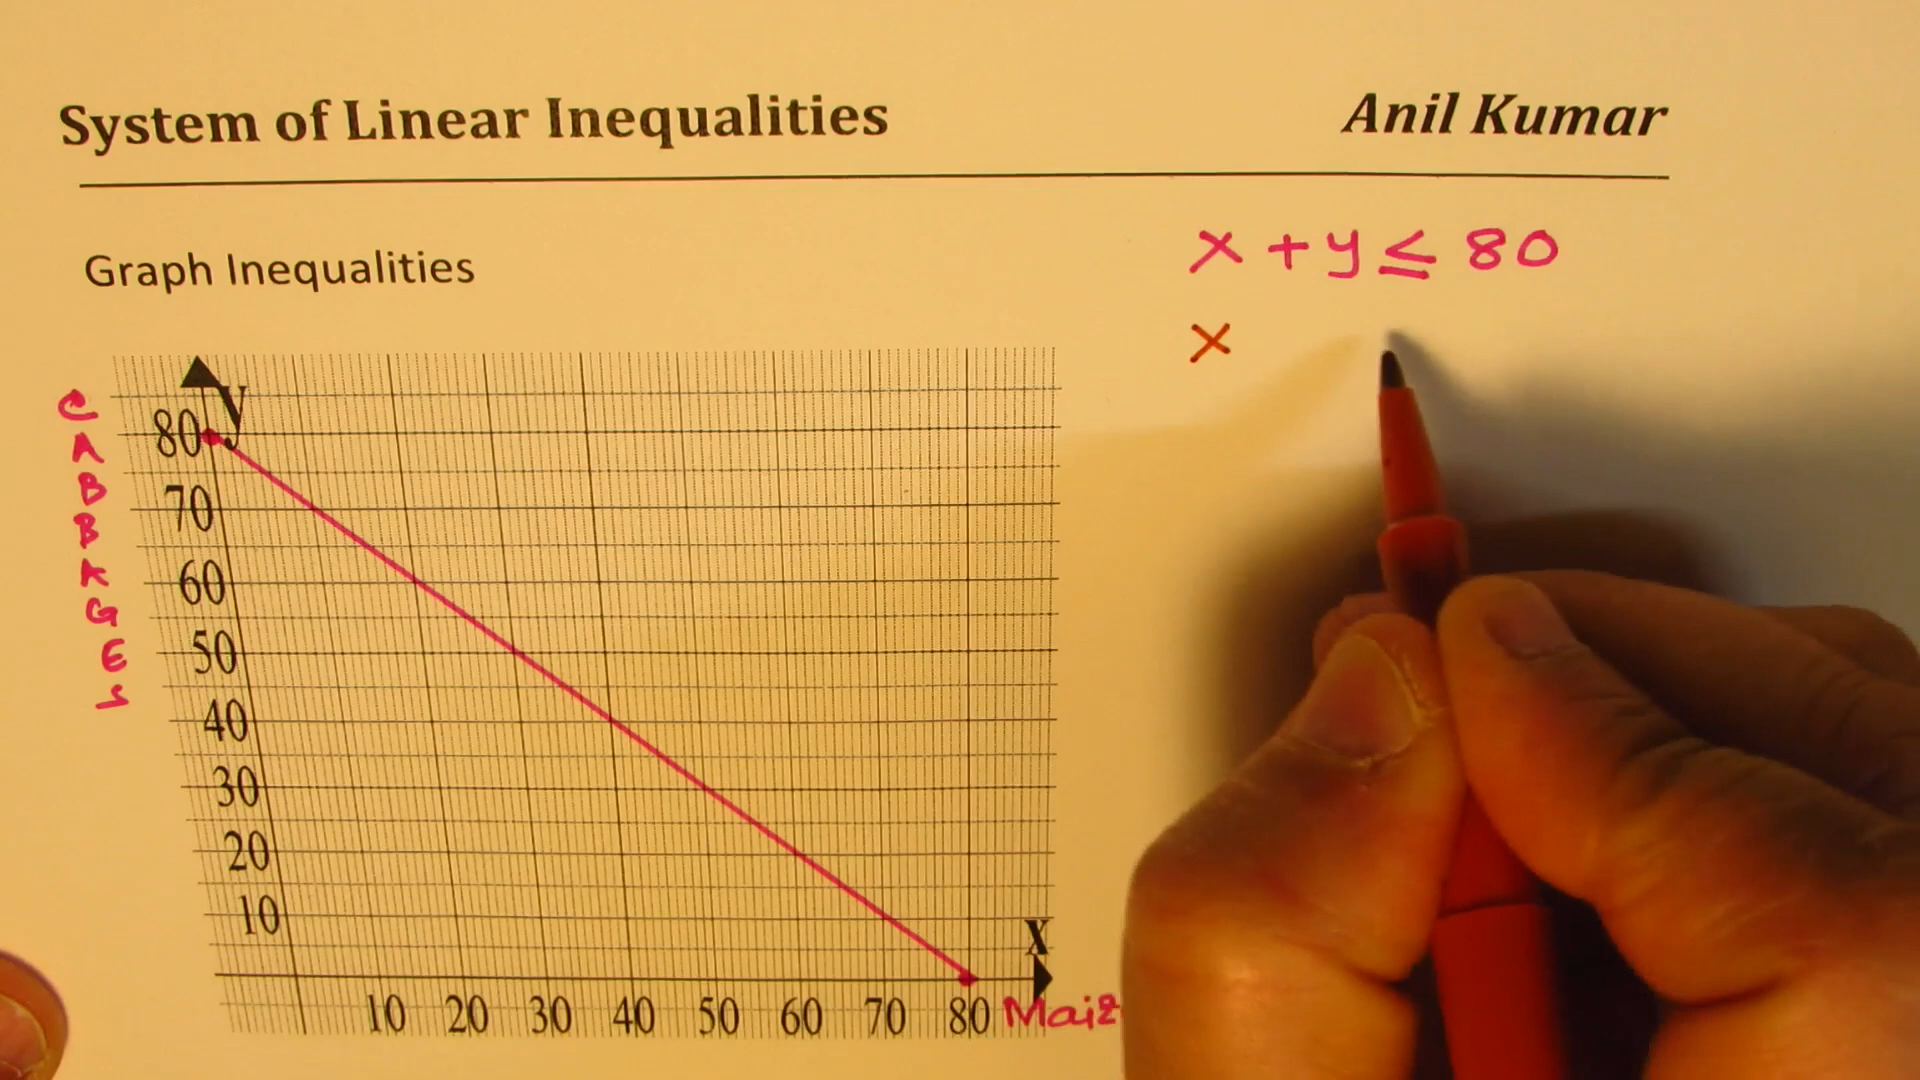 System of Linear Inequalities
Anil Kumar
Graph Inequalities
x + y ≤ 80
x
CABBAGES
y
80
70
60
50
40
30
20
10
X
10 20 30 40 50 60 70 80 Maiz